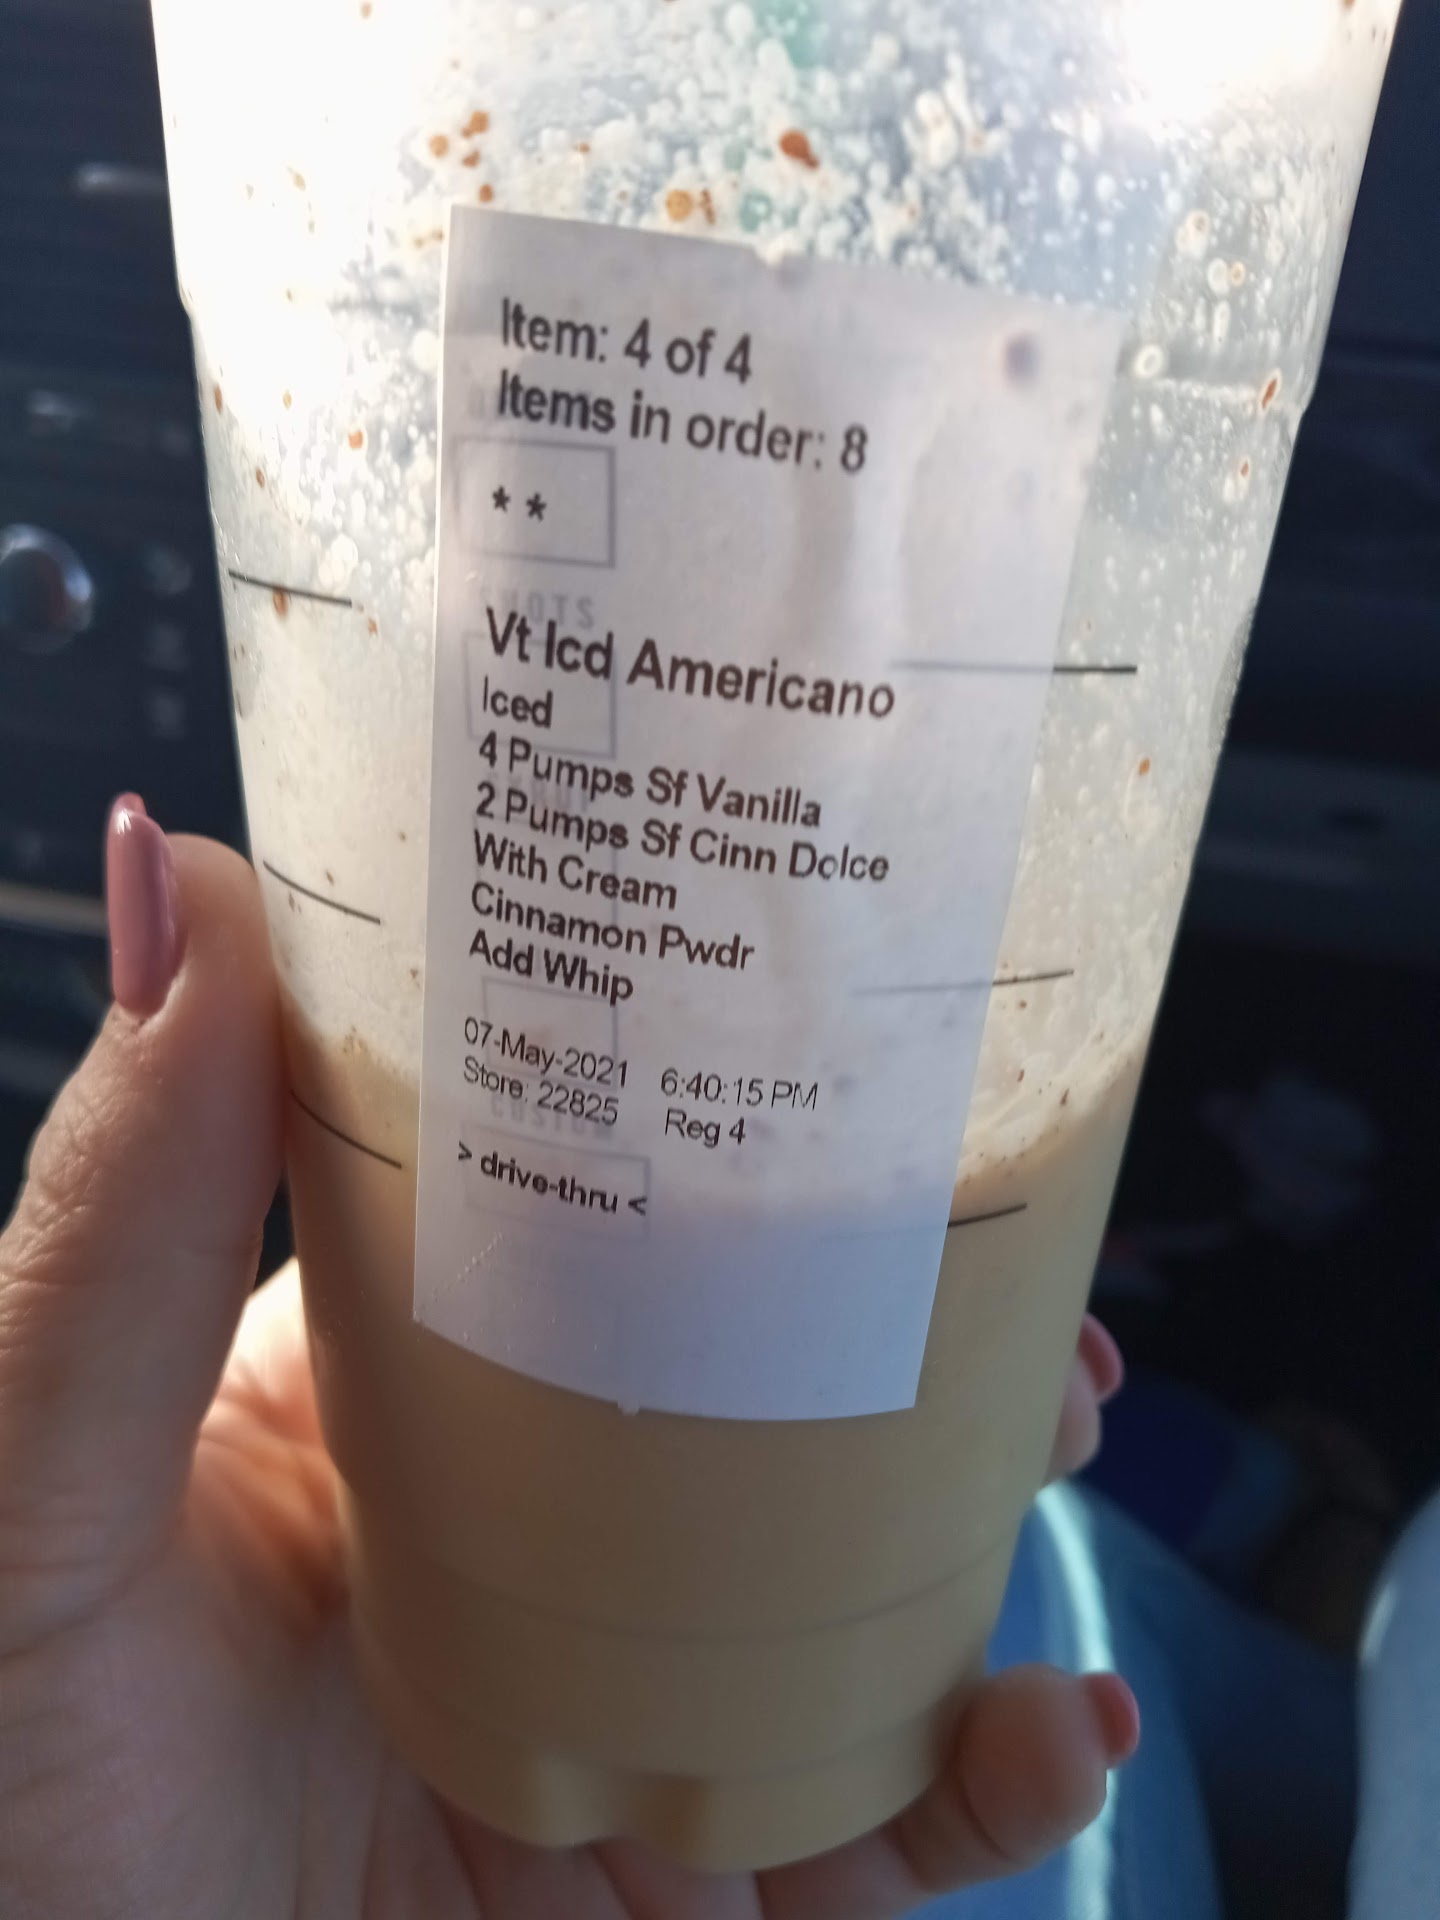 Item: 4 of 4
Items in order: 8
* *
SHOTS
Vt Icd Americano
Iced
4 Pumps Sf Vanilla
2 Pumps Sf Cinn Dolce
With Cream
Cinnamon Pwdr
Add Whip
07-May-2021 6:40:15 PM
Store: 22825 Reg 4
CUSTOM
> drive-thru <